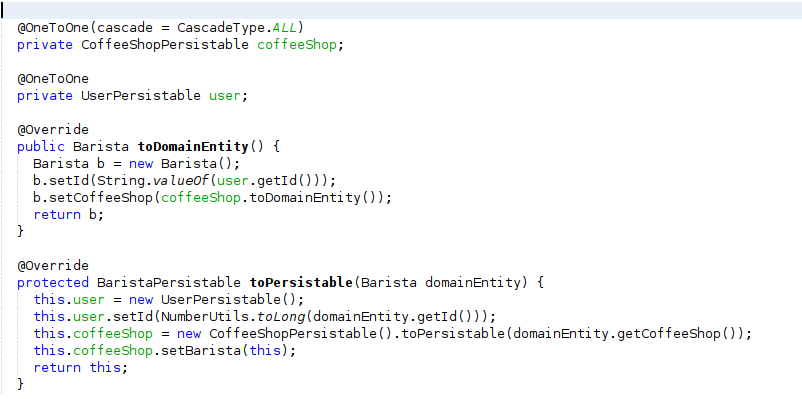 @OneToOne(cascade = CascadeType.ALL)
private CoffeeShopPersistable coffeeShop;

@OneToOne
private UserPersistable user;

@Override
public Barista toDomainEntity() {
  Barista b = new Barista();
  b.setId(String.valueOf(user.getId()));
  b.setCoffeeShop(coffeeShop.toDomainEntity());
  return b;
}

@Override
protected BaristaPersistable toPersistable(Barista domainEntity) {
  this.user = new UserPersistable();
  this.user.setId(NumberUtils.toLong(domainEntity.getId()));
  this.coffeeShop = new CoffeeShopPersistable().toPersistable(domainEntity.getCoffeeShop());
  this.coffeeShop.setBarista(this);
  return this;
}